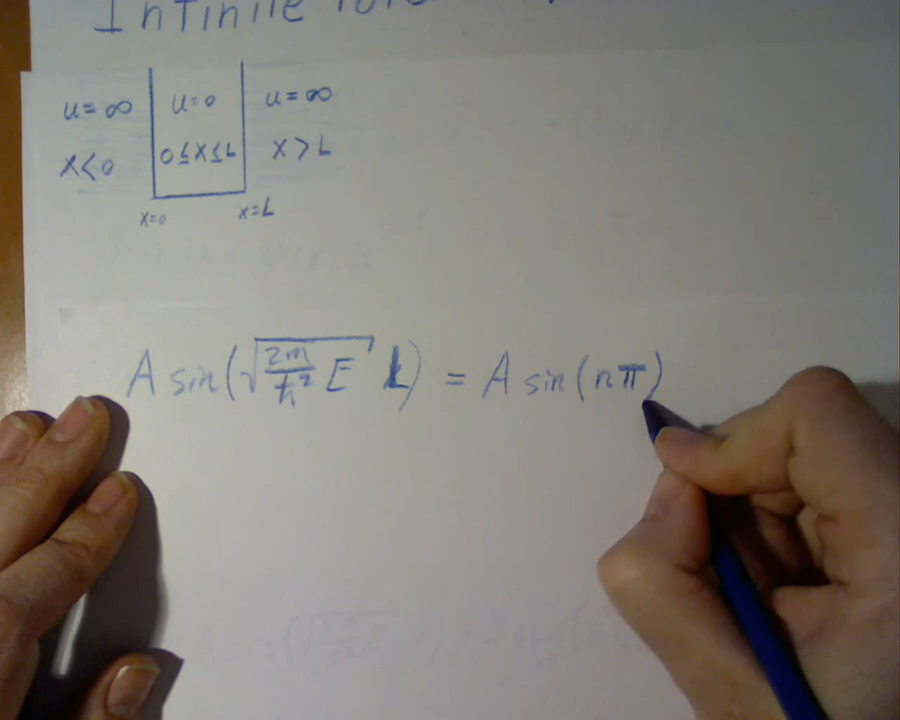 Infinite
u=∞ u=0 u=∞
x<0 0≤x≤L x>L
x=0 x=L
A sin(√(2m/ħ² E) L) = A sin(nπ)